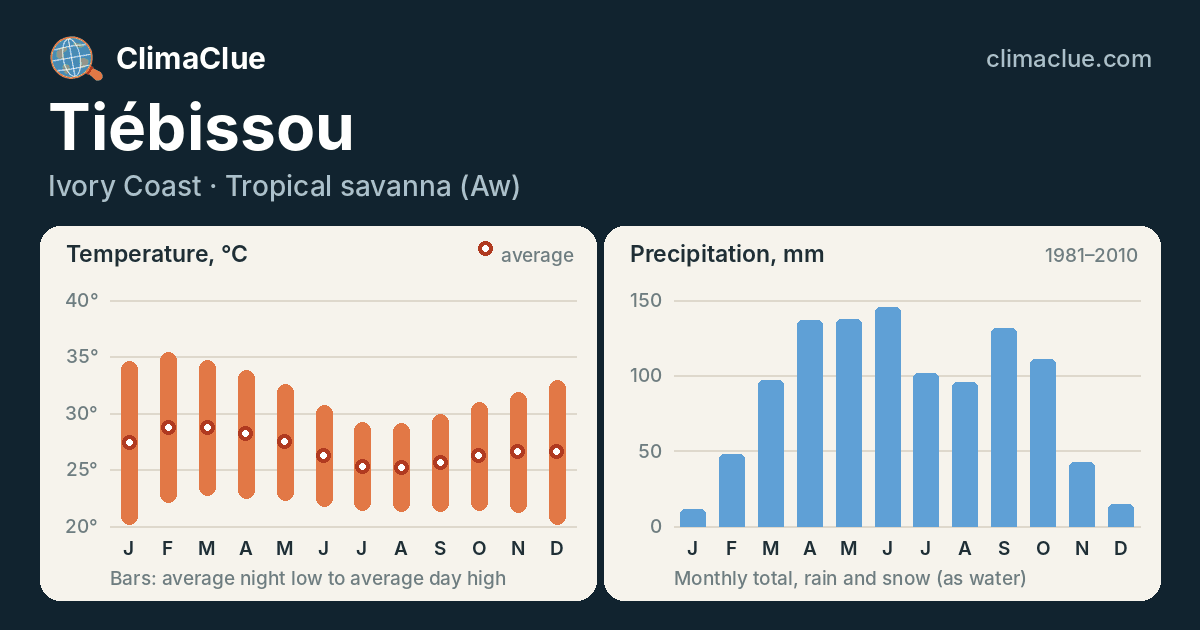 ClimaClue
climaclue.com
Tiébissou
Ivory Coast · Tropical savanna (Aw)
Temperature, °C
average
40°
35°
30°
25°
20°
J F M A M J J A S O N D
Bars: average night low to average day high
Precipitation, mm
1981–2010
150
100
50
0
J F M A M J J A S O N D
Monthly total, rain and snow (as water)